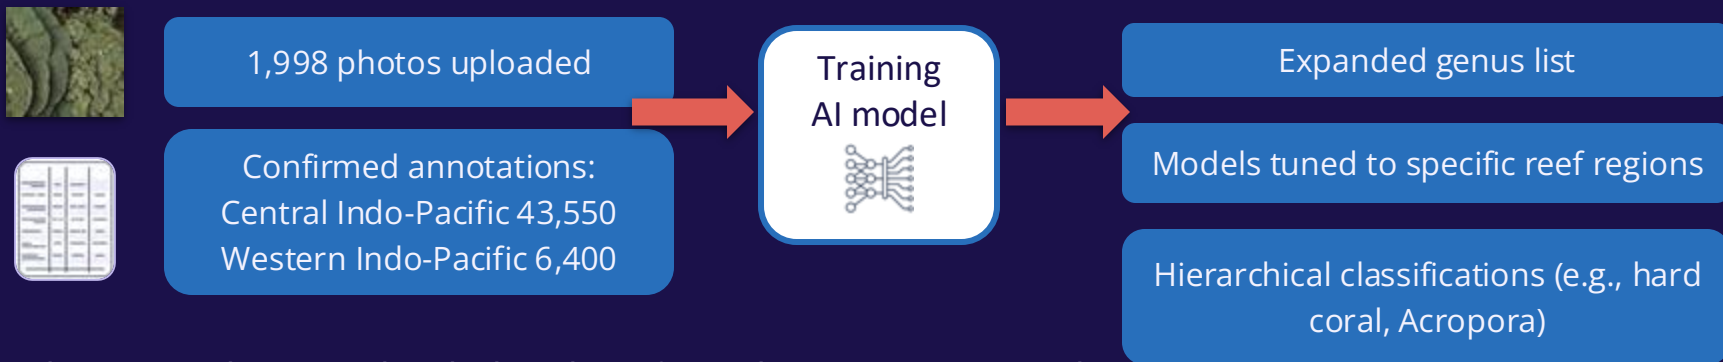 1,998 photos uploaded
Confirmed annotations:
Central Indo-Pacific 43,550
Western Indo-Pacific 6,400
Training
AI model
Expanded genus list
Models tuned to specific reef regions
Hierarchical classifications (e.g., hard
coral, Acropora)